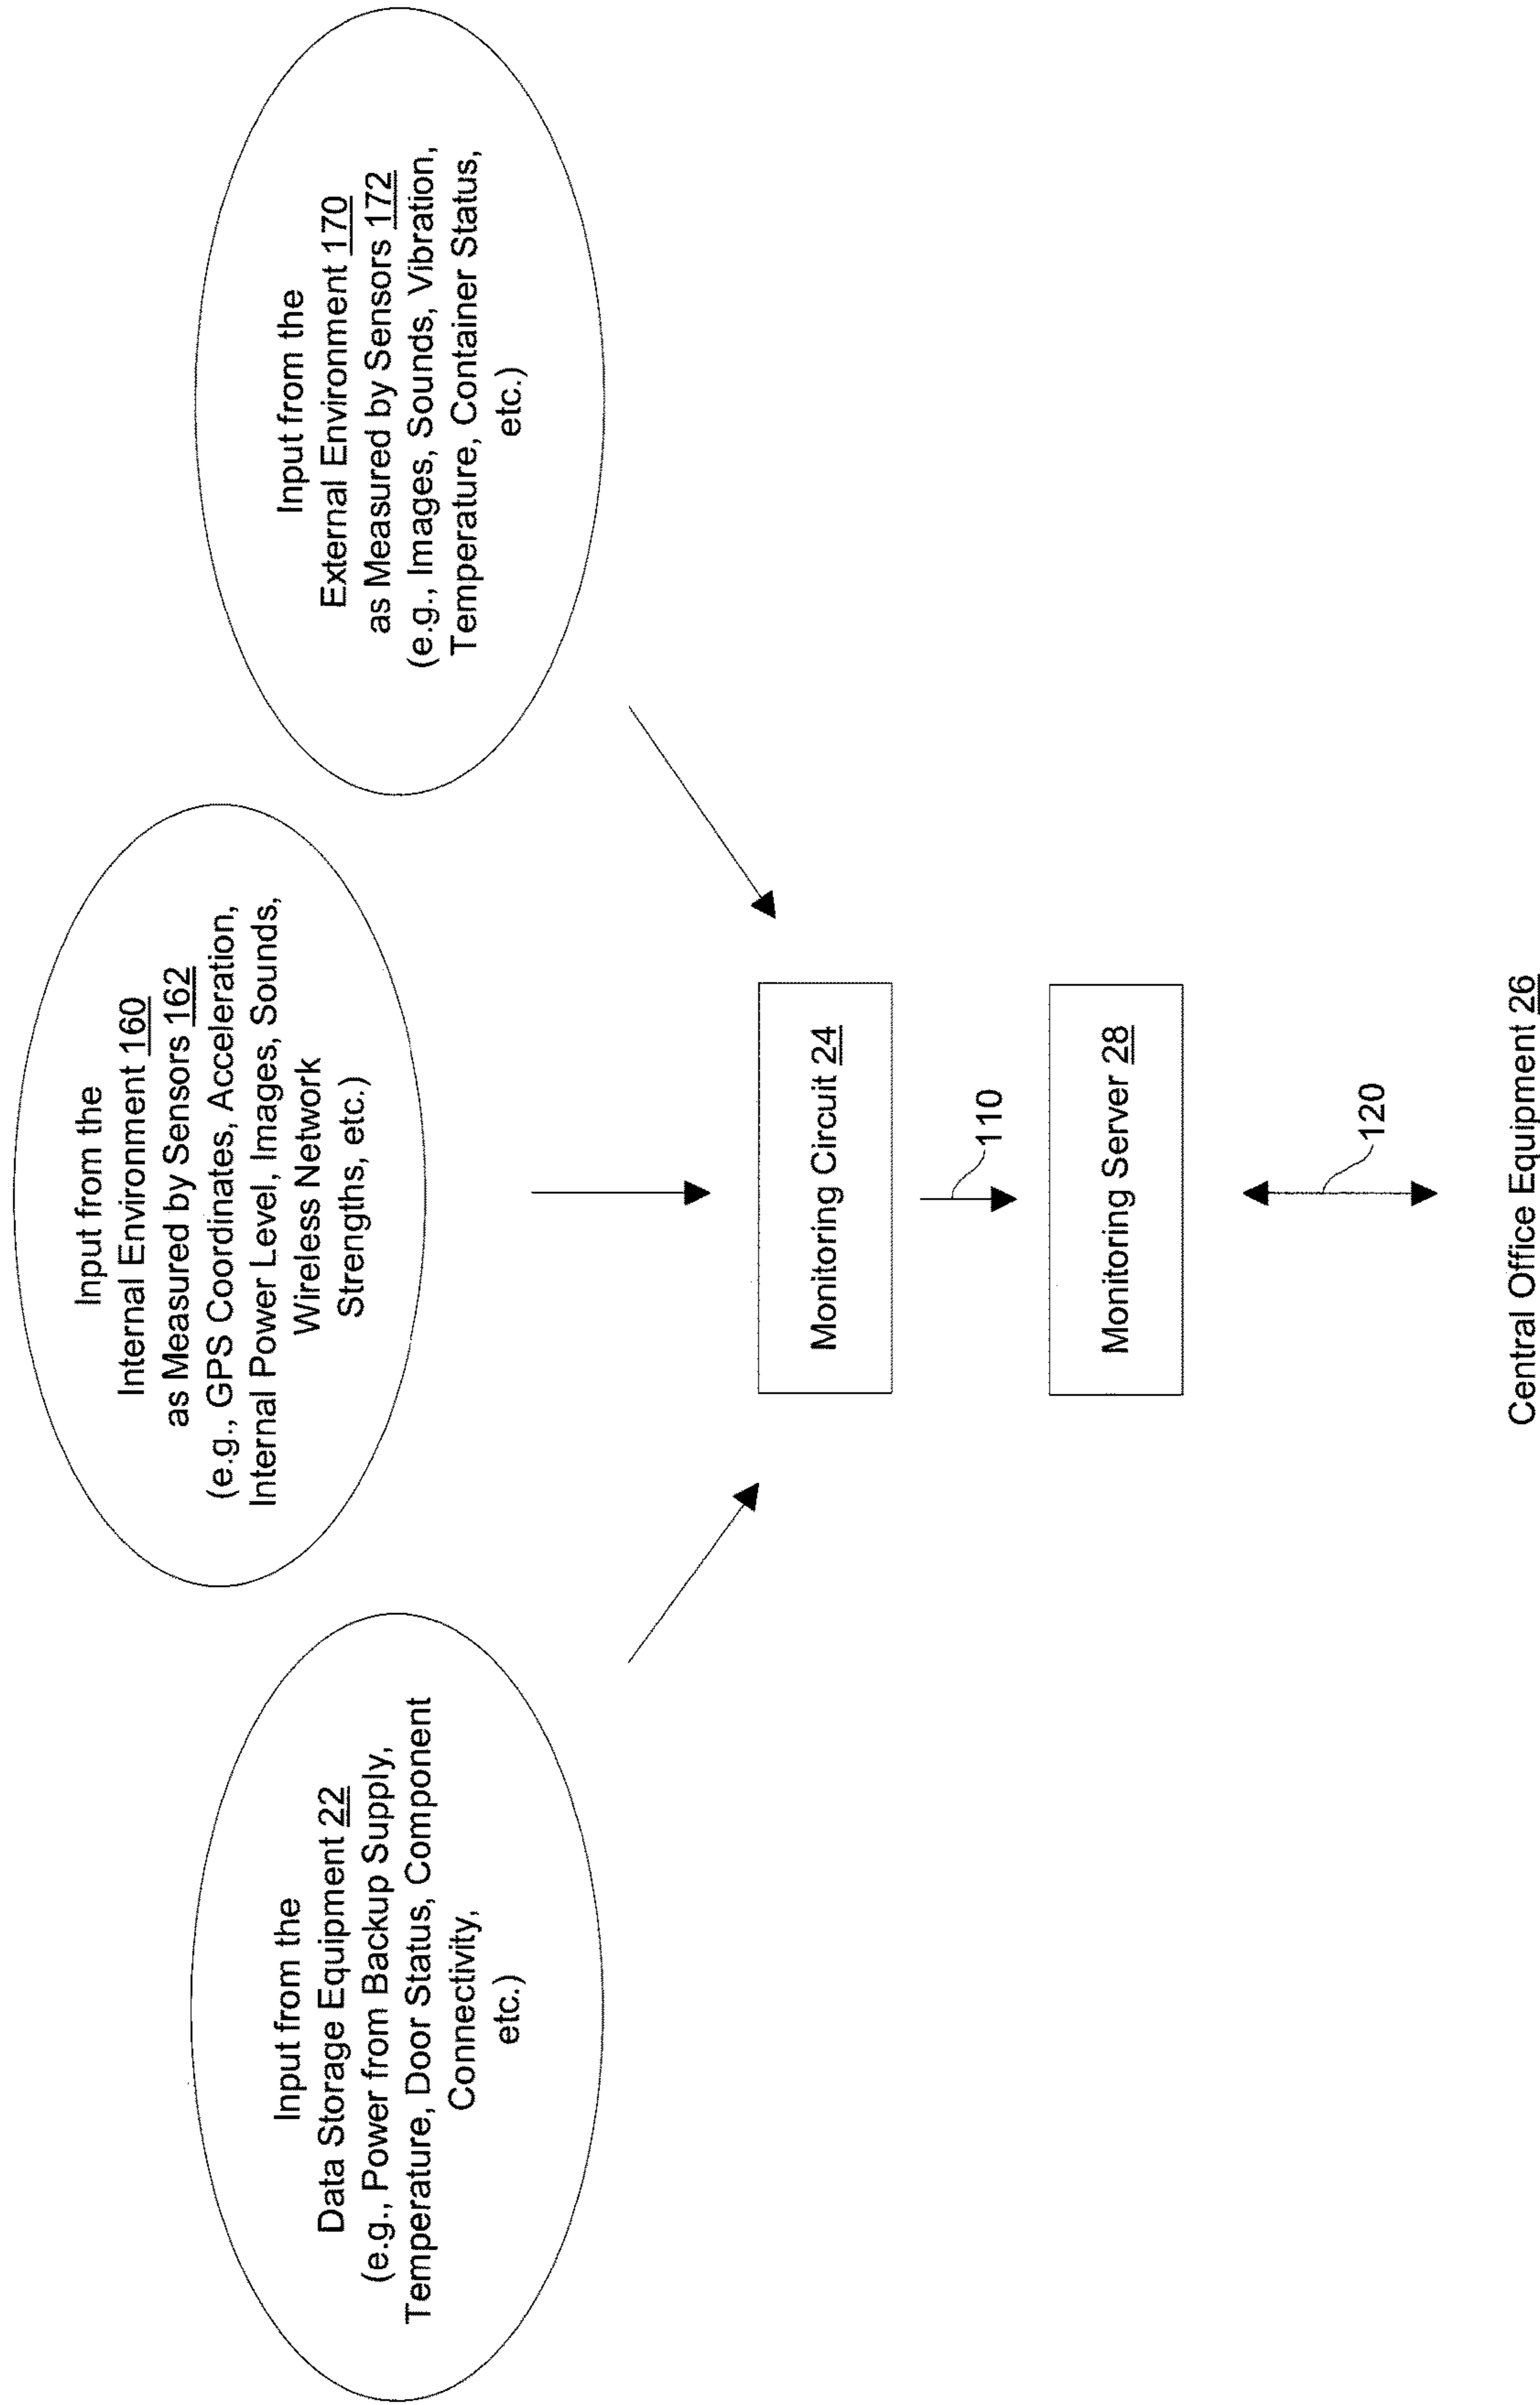 Input from the
Data Storage Equipment 22
(e.g., Power from Backup Supply,
Temperature, Door Status, Component
Connectivity,
etc.)
Input from the
Internal Environment 160
as Measured by Sensors 162
(e.g., GPS Coordinates, Acceleration,
Internal Power Level, Images, Sounds,
Wireless Network
Strengths, etc.)
Input from the
External Environment 170
as Measured by Sensors 172
(e.g., Images, Sounds, Vibration,
Temperature, Container Status,
etc.)
Monitoring Circuit 24
110
Monitoring Server 28
120
Central Office Equipment 26